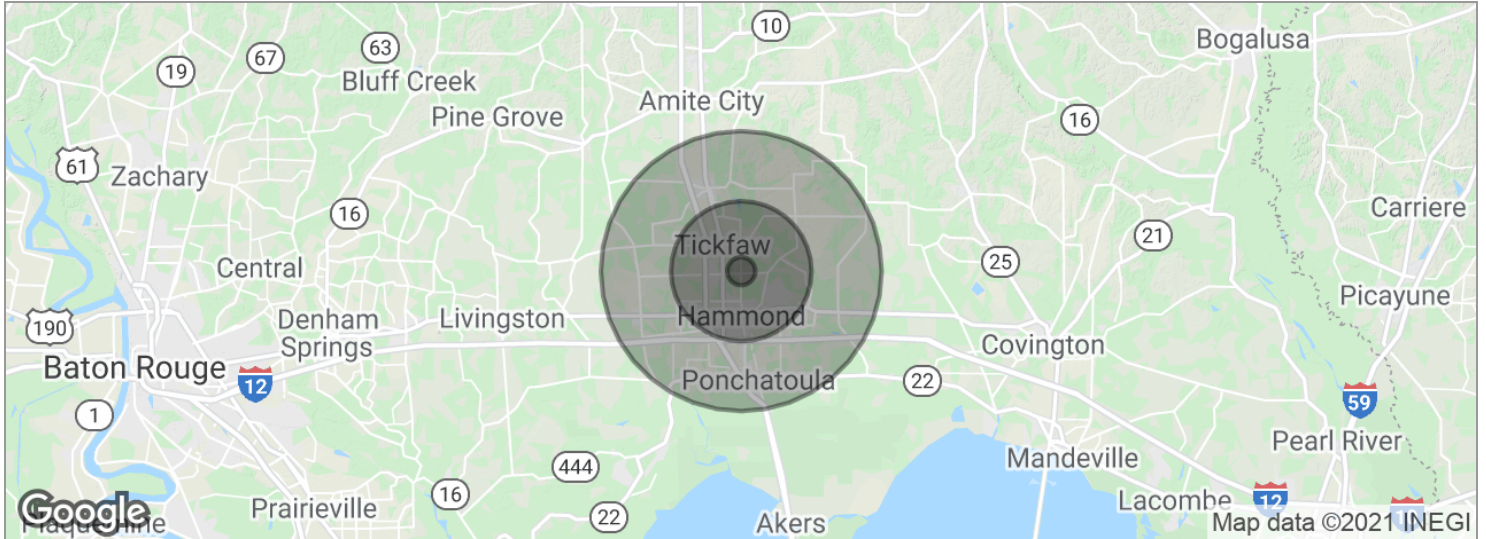 10
63
67
19
Bluff Creek
Bogalusa
Amite City
Pine Grove
16
61
Zachary
16
Carriere
21
Tickfaw
25
Central
Picayune
190
Denham
Springs
Livingston
Hammond
Covington
Baton Rouge
12
Ponchatoula
22
59
1
Pearl River
Mandeville
444
16
Lacombe
12
10
Prairieville
22
Akers
Google
Plaquemine
Map data ©2021 INEGI